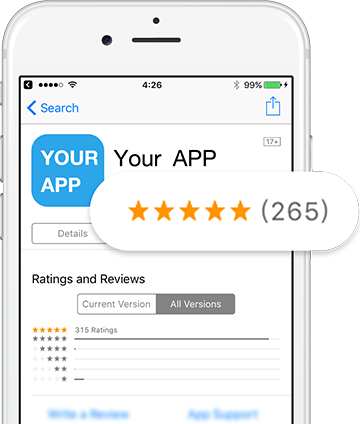 4:26
99%
Search
17+
YOUR
APP
Your APP
(265)
Details
Ratings and Reviews
Current Version
All Versions
315 Ratings
Write a Review
App Support